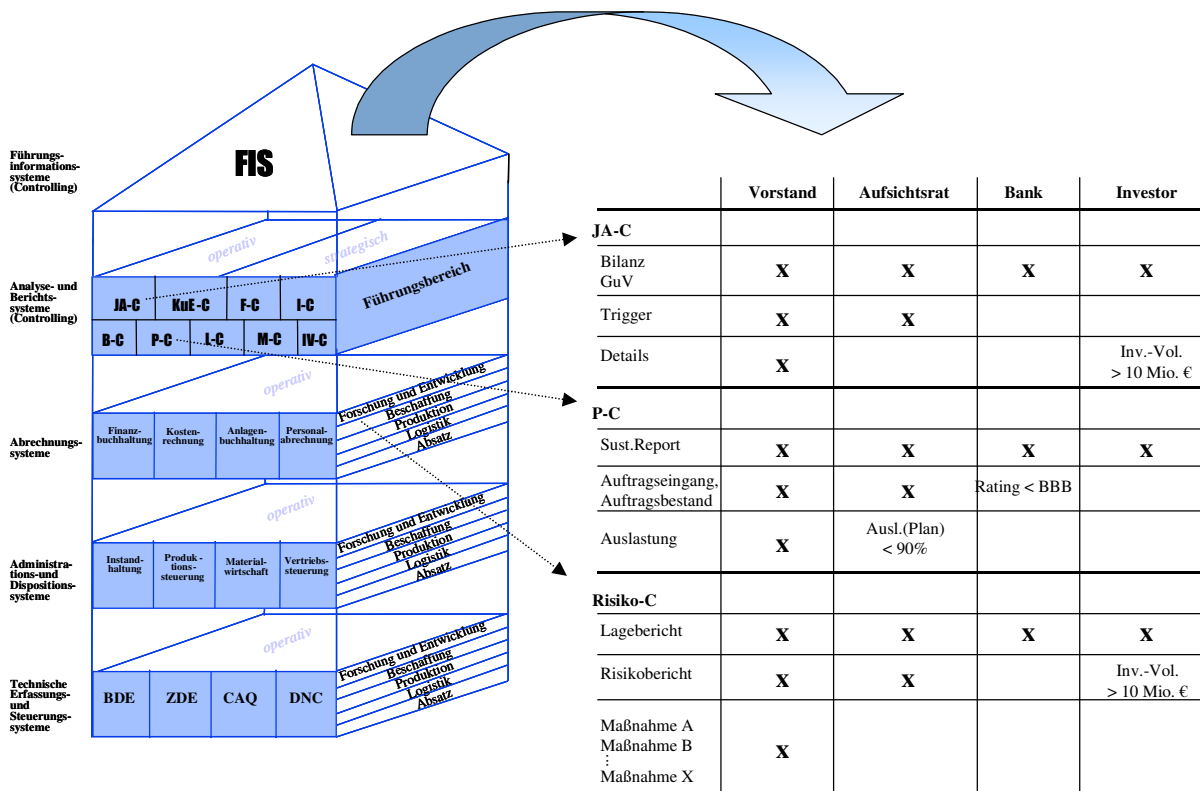 FIS
Führungs-
informations-
systeme
(Controlling)
operativ
strategisch
Führungsbereich
Analyse- und
Berichts-
systeme
(Controlling)
JA-C KuE -C F-C I-C
B-C P-C L-C M-C IV-C
operativ
Forschung und Entwicklung
Beschaffung
Produktion
Logistik
Absatz
Abrechnungs-
systeme
Finanz-
buchhaltung
Kosten-
rechnung
Anlagen-
buchhaltung
Personal-
abrechnung
operativ
Forschung und Entwicklung
Beschaffung
Produktion
Logistik
Absatz
Administra-
tions-und
Dispositions-
systeme
Instand-
haltung
Produk -
tions-
steuerung
Material-
wirtschaft
Vertriebs-
steuerung
operativ
Forschung und Entwicklung
Beschaffung
Produktion
Logistik
Absatz
Technische
Erfassungs-
und
Steuerungs-
systeme
BDE ZDE CAQ DNC
Vorstand Aufsichtsrat Bank Investor
JA-C
Bilanz
GuV
X X X X
Trigger X X
Details X Inv.-Vol.
> 10 Mio. €
P-C
Sust.Report X X X X
Auftragseingang,
Auftragsbestand
X X Rating < BBB
Auslastung X Ausl.(Plan)
< 90%
Risiko-C
Lagebericht X X X X
Risikobericht X X Inv.-Vol.
> 10 Mio. €
Maßnahme A
Maßnahme B
X
⋮
Maßnahme X